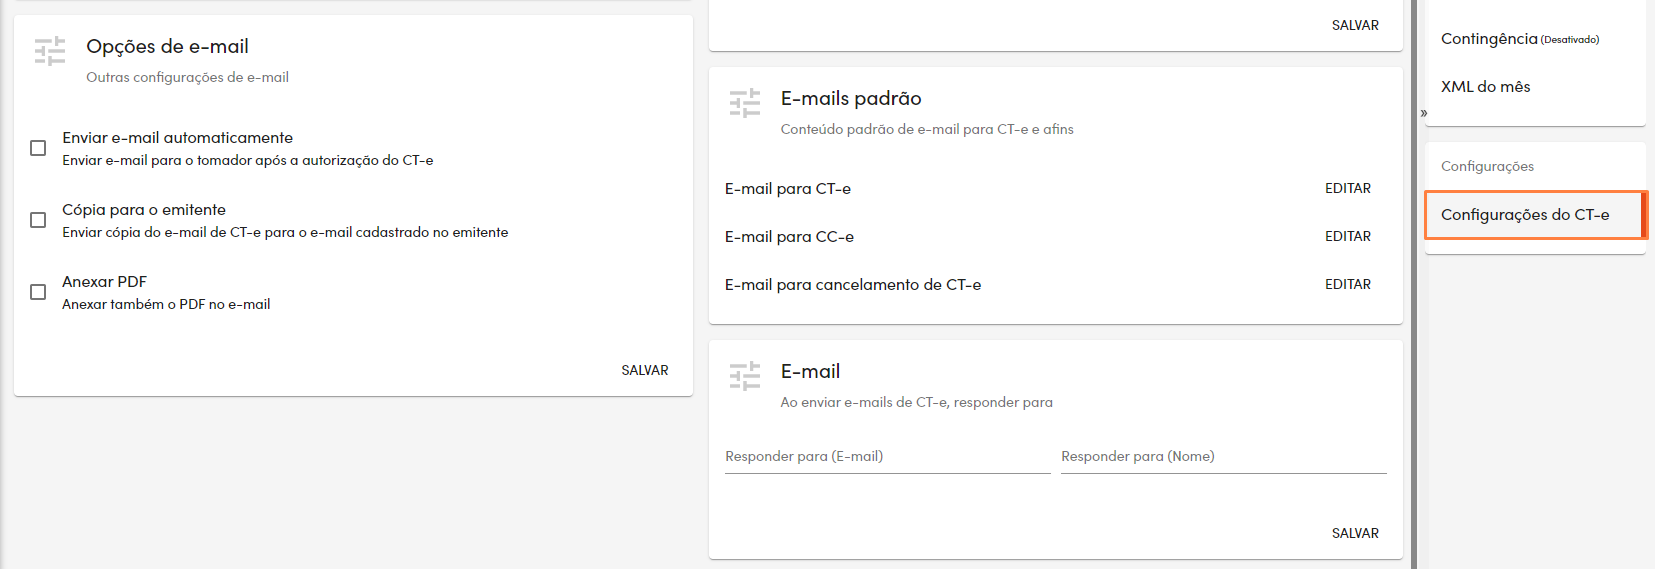 Opções de e-mail
Outras configurações de e-mail
Enviar e-mail automaticamente
Enviar e-mail para o tomador após a autorização do CT-e
Cópia para o emitente
Enviar cópia do e-mail de CT-e para o e-mail cadastrado no emitente
Anexar PDF
Anexar também o PDF no e-mail
SALVAR
SALVAR
E-mails padrão
Conteúdo padrão de e-mail para CT-e e afins
E-mail para CT-e EDITAR
E-mail para CC-e EDITAR
E-mail para cancelamento de CT-e EDITAR
E-mail
Ao enviar e-mails de CT-e, responder para
Responder para (E-mail) Responder para (Nome)
SALVAR
»
Contingência (Desativado)
XML do mês
Configurações
Configurações do CT-e